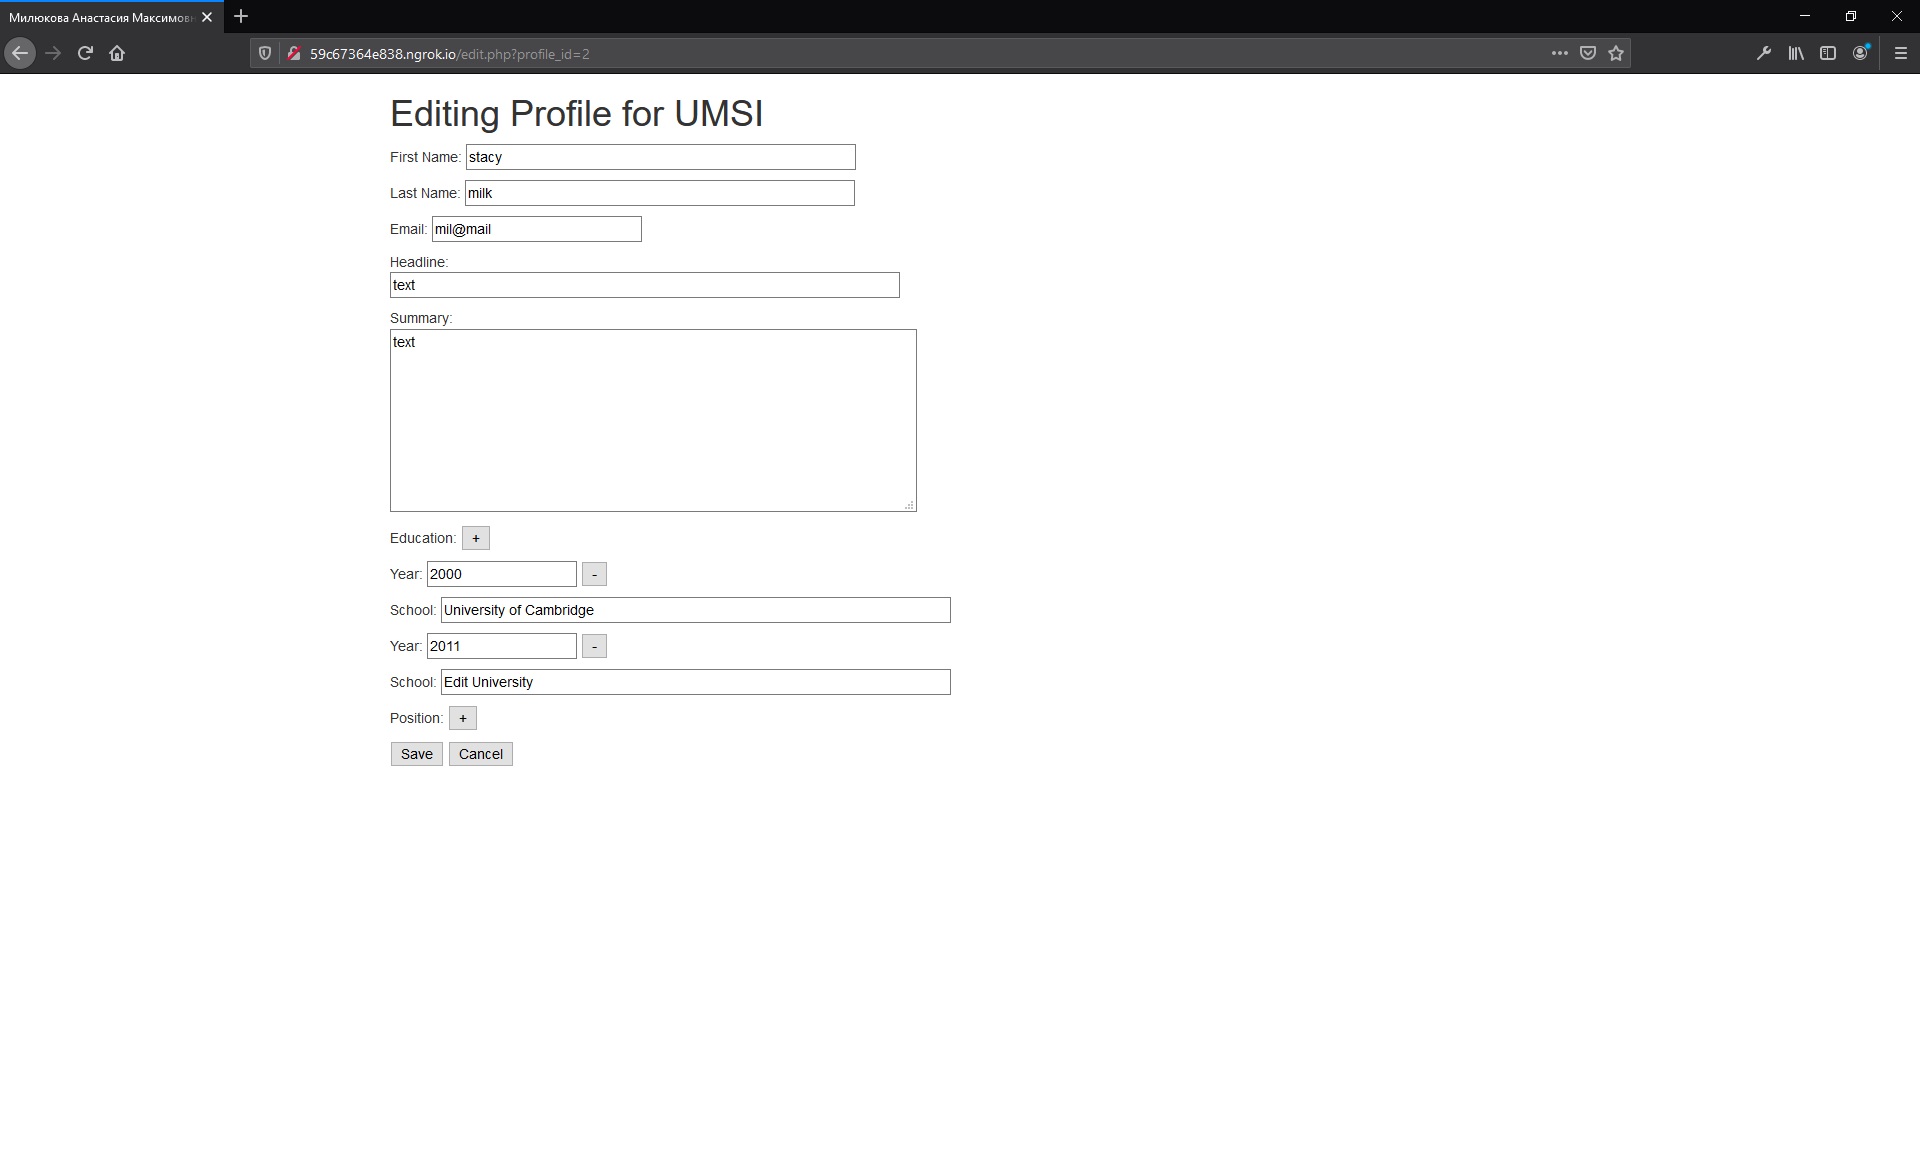 Милюкова Анастасия Максимовн
59c67364e838.ngrok.io/edit.php?profile_id=2
Editing Profile for UMSI
First Name: stacy
Last Name: milk
Email: mil@mail
Headline:
text
Summary:
text
Education: +
Year: 2000 -
School: University of Cambridge
Year: 2011 -
School: Edit University
Position: +
Save Cancel